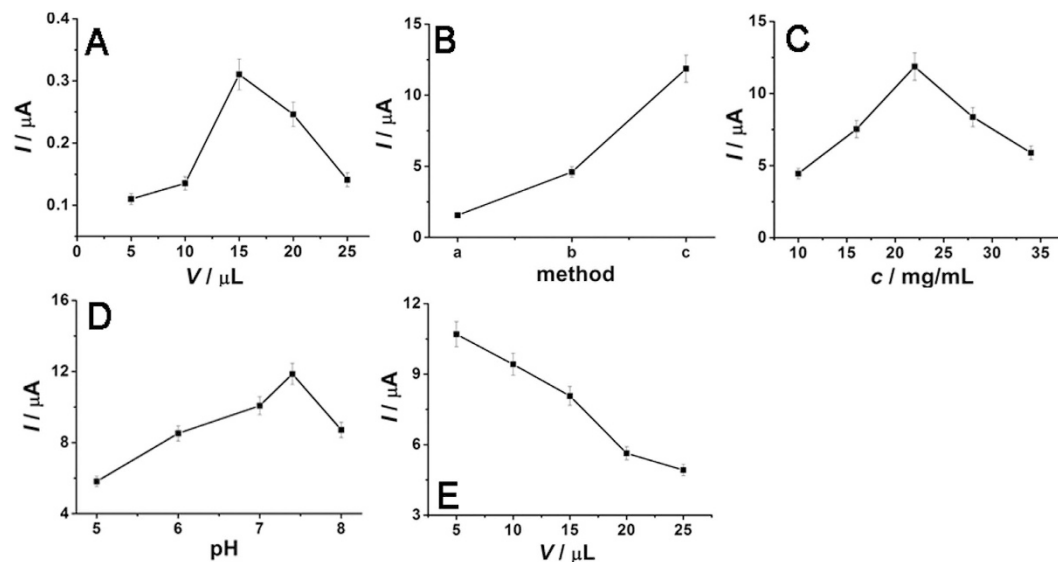 A
I / μA
0.4
0.3
0.2
0.1
0 5 10 15 20 25
V / μL
B
I / μA
15
10
5
0
a b c
method
C
I / μA
15
10
5
0
10 15 20 25 30 35
c / mg/mL
D
I / μA
16
12
8
4
5 6 7 8
pH
E
I / μA
12
9
6
3
5 10 15 20 25
V / μL